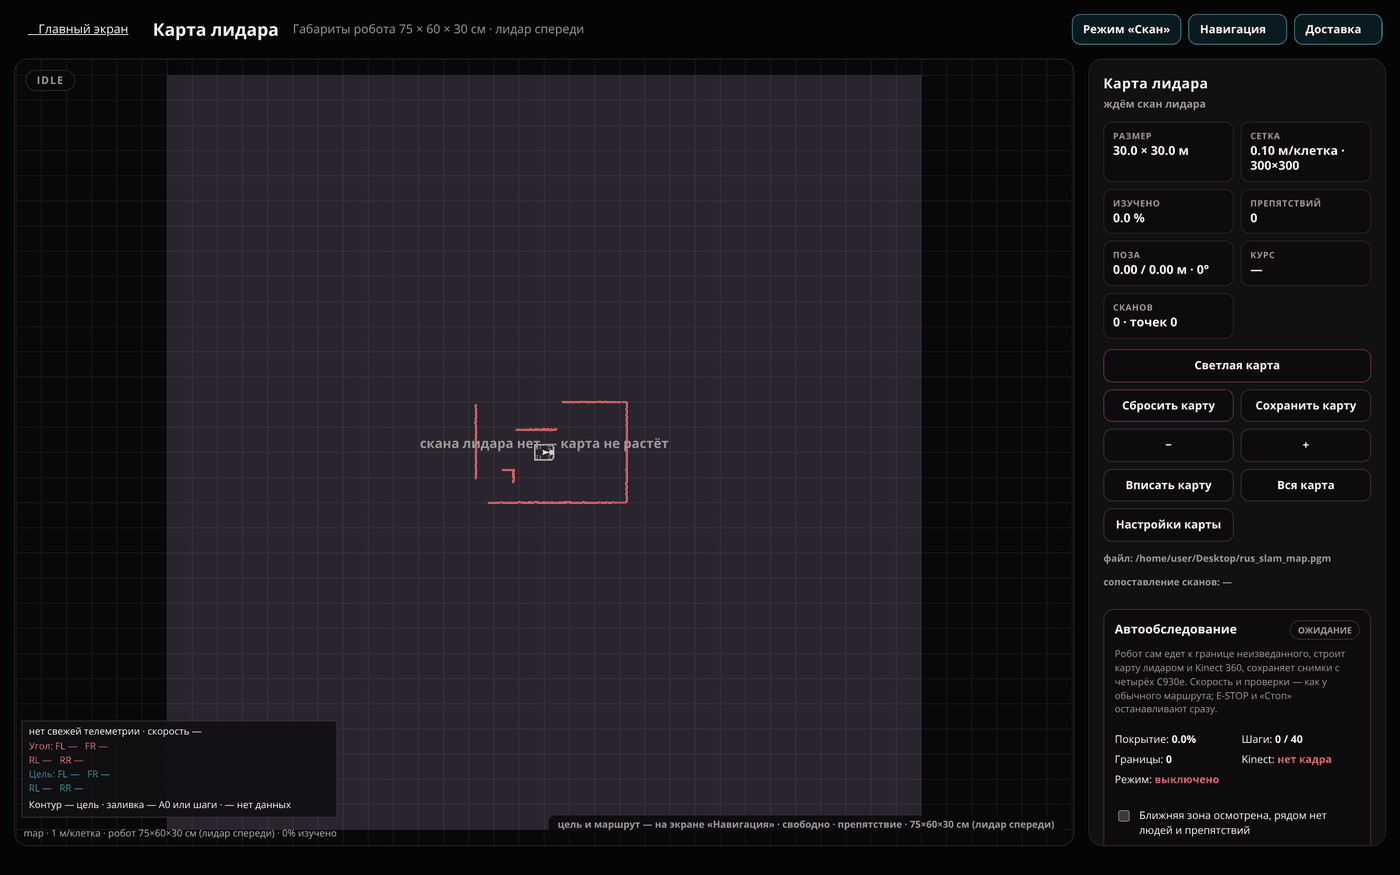 Главный экран
Карта лидара
Габариты робота 75 × 60 × 30 см · лидар спереди
Режим «Скан»
Навигация
Доставка
IDLE
скана лидара нет — карта не растёт
нет свежей телеметрии · скорость —
Угол: FL — FR —
RL — RR —
Цель: FL — FR —
RL — RR —
Контур — цель · заливка — A0 или шаги · — нет данных
map · 1 м/клетка · робот 75×60×30 см (лидар спереди) · 0% изучено
цель и маршрут — на экране «Навигация» · свободно · препятствие · 75×60×30 см (лидар спереди)
Карта лидара
ждём скан лидара
РАЗМЕР
30.0 × 30.0 м
СЕТКА
0.10 м/клетка ·
300×300
ИЗУЧЕНО
0.0 %
ПРЕПЯТСТВИЙ
0
ПОЗА
0.00 / 0.00 м · 0°
КУРС
—
СКАНОВ
0 · точек 0
Светлая карта
Сбросить карту
Сохранить карту
−
+
Вписать карту
Вся карта
Настройки карты
файл: /home/user/Desktop/rus_slam_map.pgm
сопоставление сканов: —
Автообследование
ОЖИДАНИЕ
Робот сам едет к границе неизведанного, строит
карту лидаром и Kinect 360, сохраняет снимки с
четырёх C930e. Скорость и проверки — как у
обычного маршрута; E-STOP и «Стоп»
останавливают сразу.
Покрытие: 0.0%
Шаги: 0 / 40
Границы: 0
Kinect: нет кадра
Режим: выключено
Ближняя зона осмотрена, рядом нет
людей и препятствий